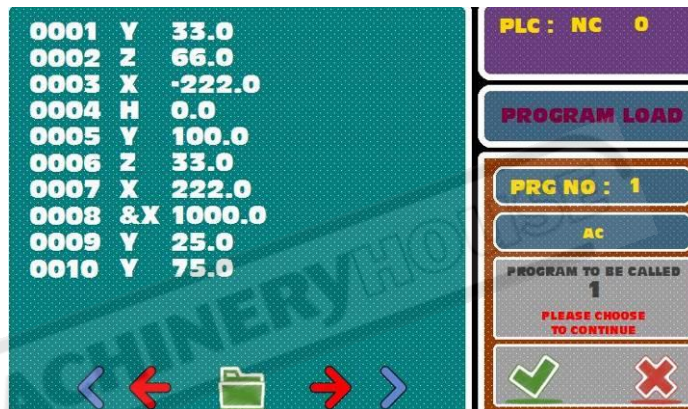 0001 Y 33.0
0002 Z 66.0
0003 X -222.0
0004 H 0.0
0005 Y 100.0
0006 Z 33.0
0007 X 222.0
0008 &X 1000.0
0009 Y 25.0
0010 Y 75.0
PLC : NC 0
PROGRAM LOAD
PRG NO : 1
AC
PROGRAM TO BE CALLED
1
PLEASE CHOOSE
TO CONTINUE
MACHINERYHOUSE